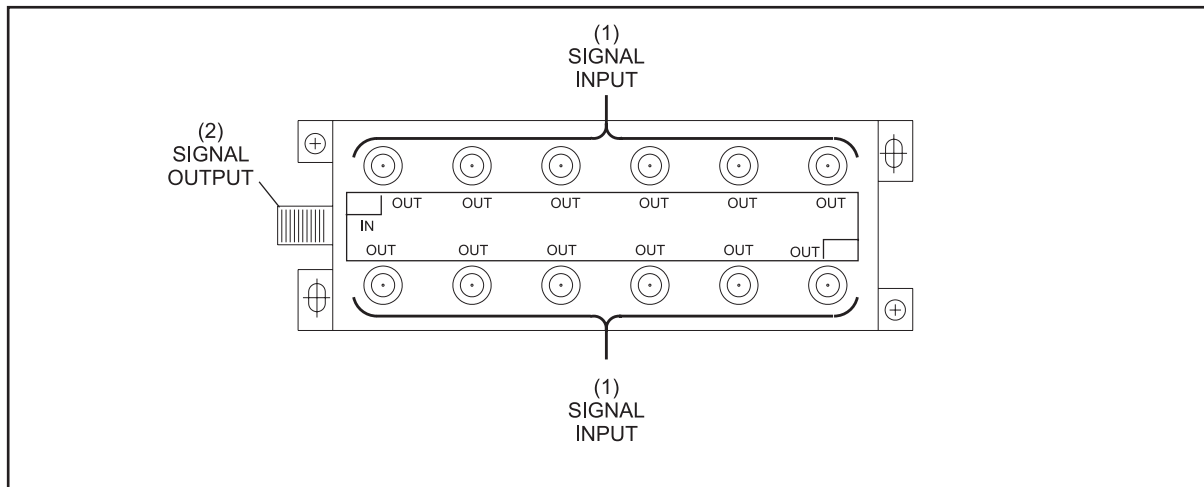 (1)
SIGNAL
INPUT
(2)
SIGNAL
OUTPUT
OUT OUT OUT OUT OUT OUT
IN
OUT OUT OUT OUT OUT OUT
(1)
SIGNAL
INPUT